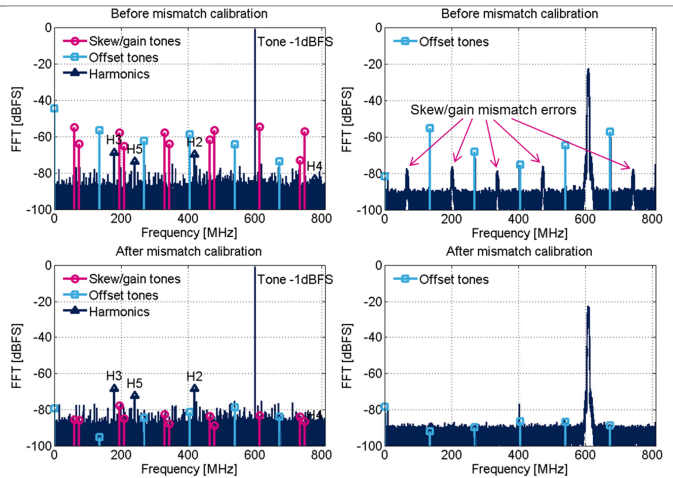 Before mismatch calibration
FFT [dBFS]
0
-20
-40
-60
-80
-100
Skew/gain tones
Offset tones
Harmonics
Tone -1dBFS
H3
H5
H2
H4
0 200 400 600 800
Frequency [MHz]
Before mismatch calibration
FFT [dBFS]
0
-20
-40
-60
-80
-100
Offset tones
Skew/gain mismatch errors
0 200 400 600 800
Frequency [MHz]
After mismatch calibration
FFT [dBFS]
0
-20
-40
-60
-80
-100
Skew/gain tones
Offset tones
Harmonics
Tone -1dBFS
H3
H5
H2
H4
0 200 400 600 800
Frequency [MHz]
After mismatch calibration
FFT [dBFS]
0
-20
-40
-60
-80
-100
Offset tones
0 200 400 600 800
Frequency [MHz]